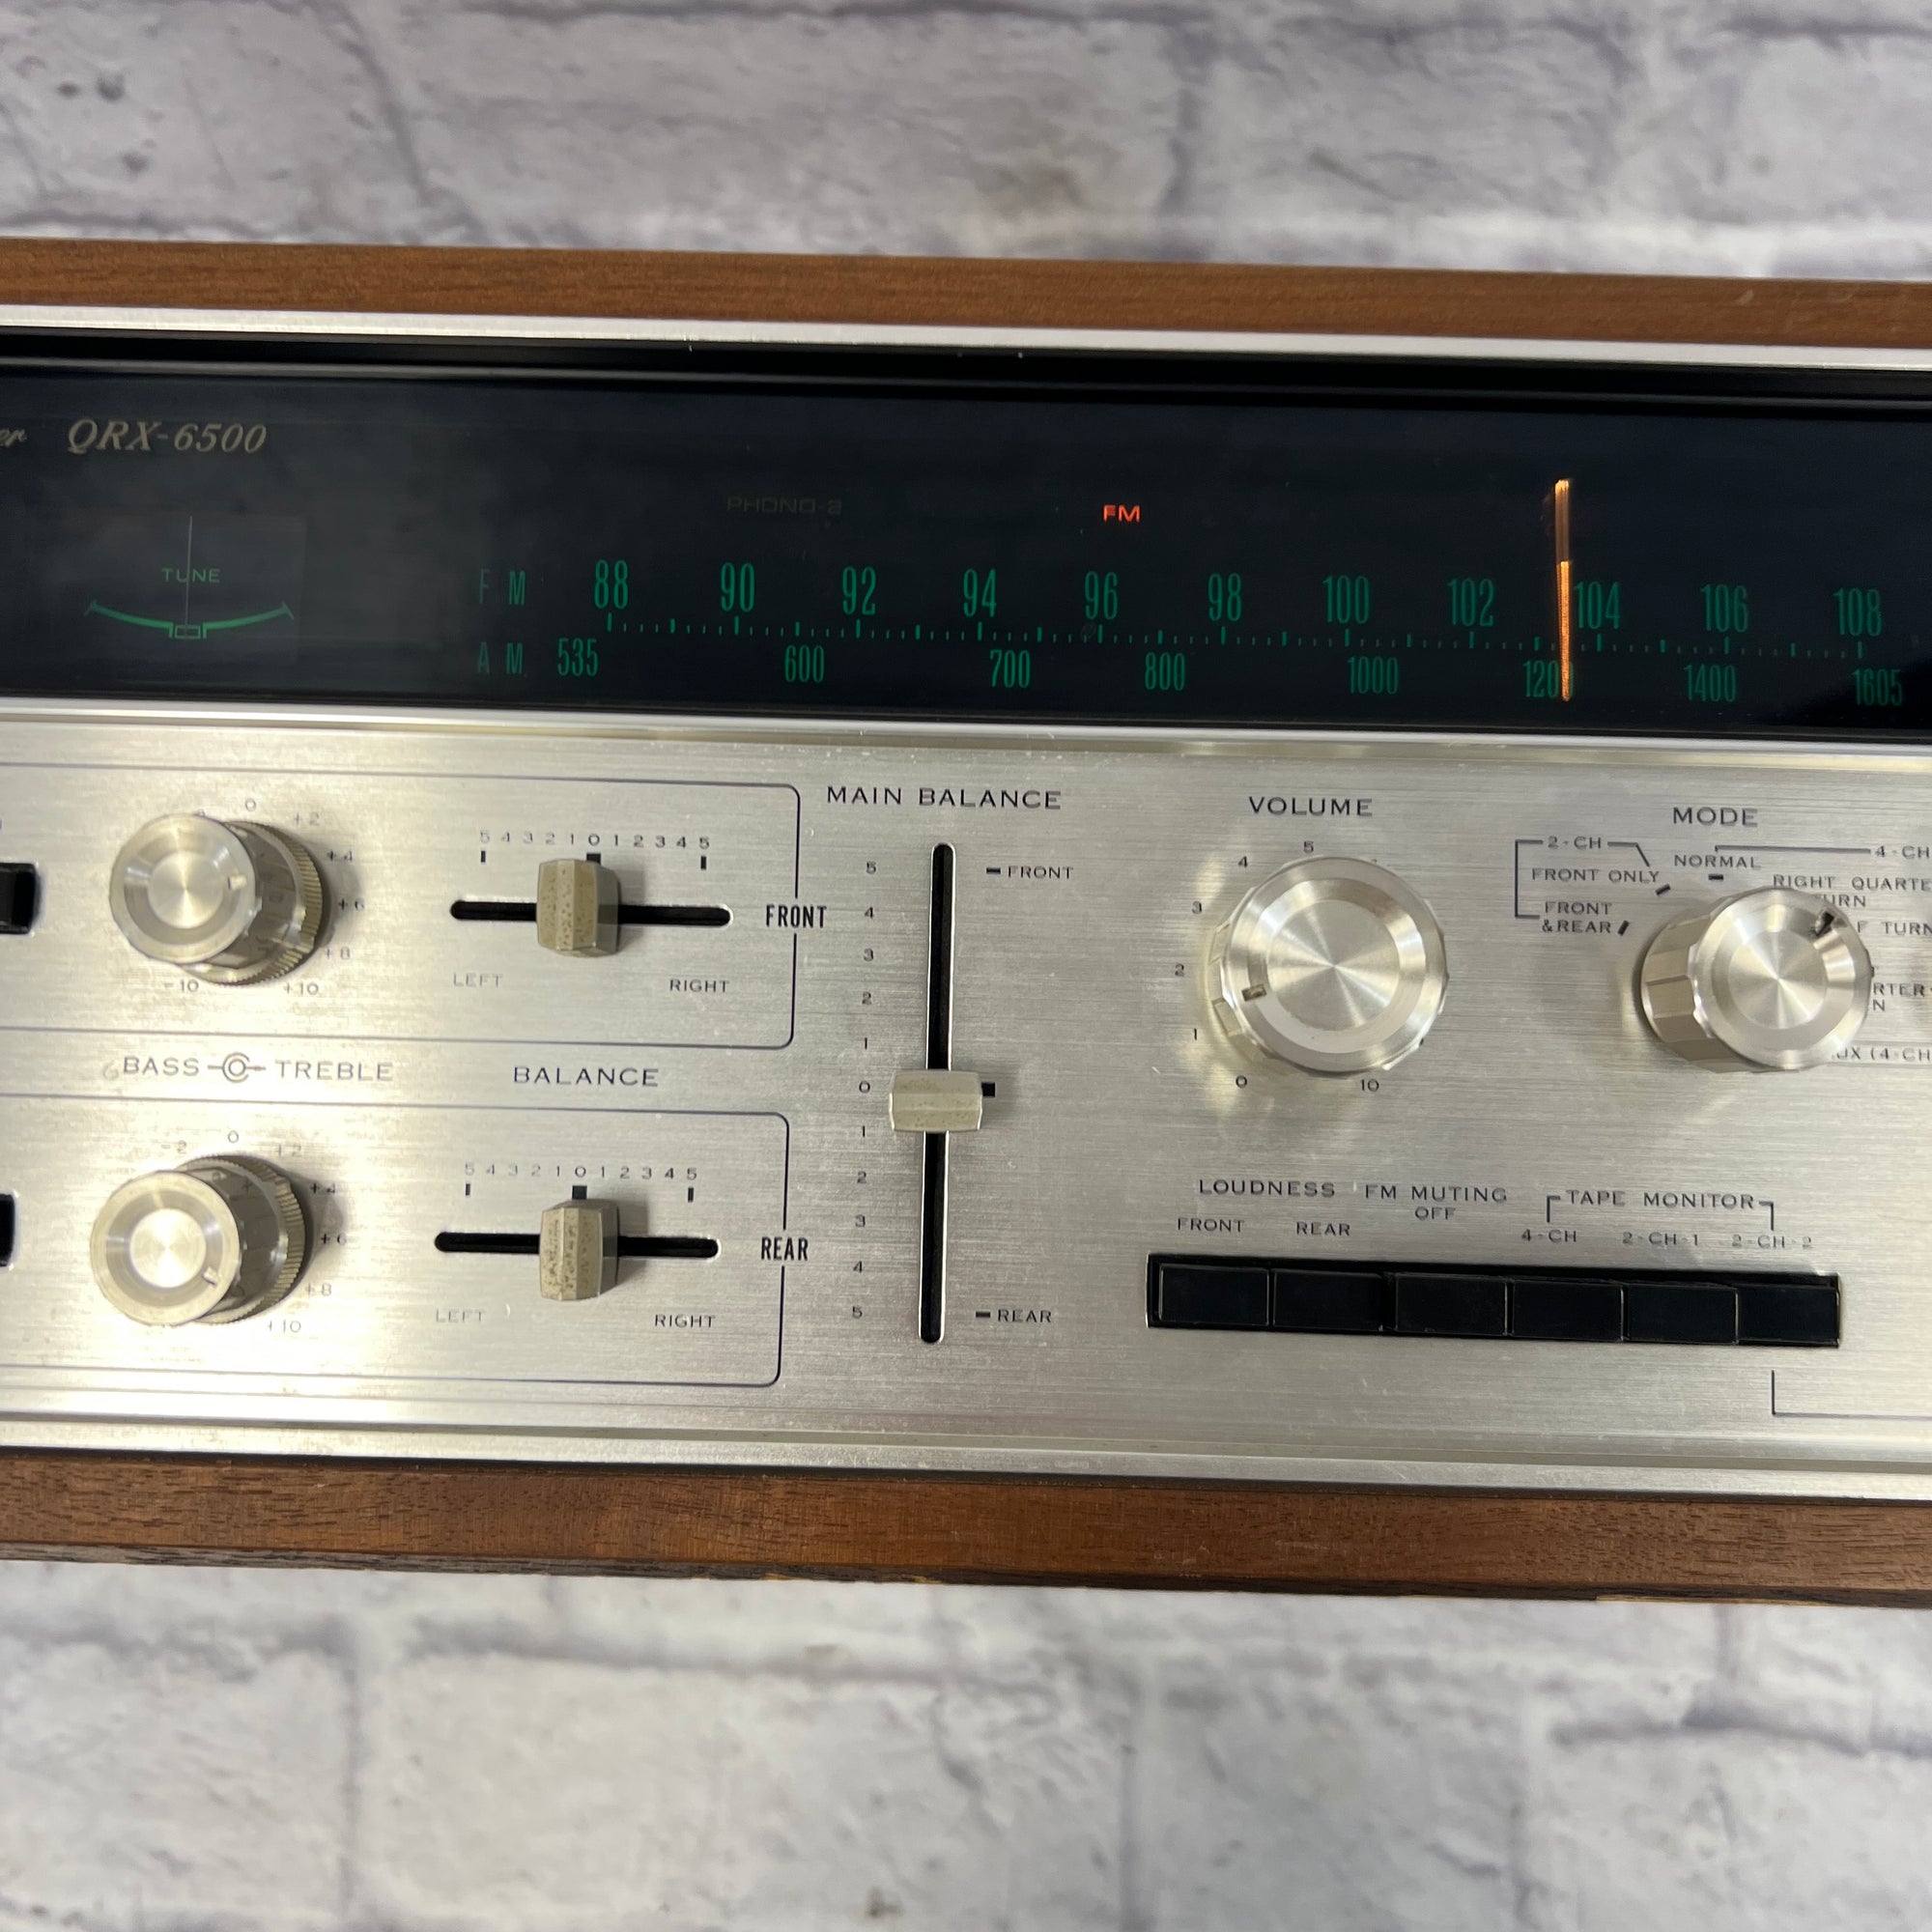 QRX-6500
PHONO-2 FM
TUNE
F M 88 90 92 94 96 98 100 102 104 106 108
A M 535 600 700 800 1000 1400 1605
MAIN BALANCE VOLUME MODE
0 +2 +4 +6 +8 +10 -10
5 4 3 2 1 0 1 2 3 4 5
FRONT
LEFT RIGHT
BASS TREBLE BALANCE
-2 0 +2 +4 +6 +8 +10
5 4 3 2 1 0 1 2 3 4 5
REAR
LEFT RIGHT
5 FRONT
4
3
2
1
0
1
2
3
4
5 REAR
0 1 2 3 4 5 10
2-CH 4-CH
NORMAL
FRONT ONLY
FRONT
&REAR
RIGHT
TURN
(4-CH
LOUDNESS FM MUTING TAPE MONITOR
OFF
FRONT REAR 4-CH 2-CH-1 2-CH-2